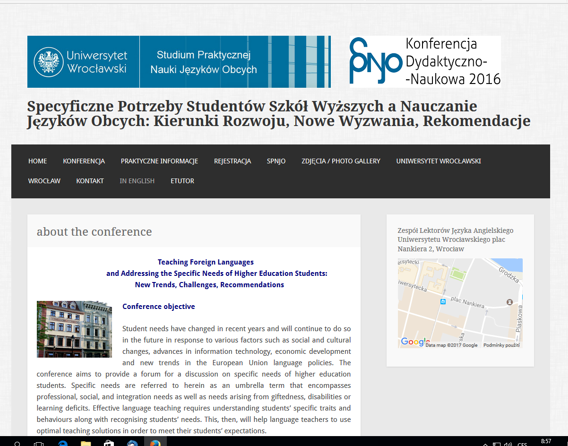 Uniwersytet
Wrocławski
Studium Praktycznej
Nauki Języków Obcych
SPNJO
Konferencja
Dydaktyczno-
-Naukowa 2016
Specyficzne Potrzeby Studentów Szkół Wyższych a Nauczanie
Języków Obcych: Kierunki Rozwoju, Nowe Wyzwania, Rekomendacje
HOME KONFERENCJA PRAKTYCZNE INFORMACJE REJESTRACJA SPNJO ZDJĘCIA / PHOTO GALLERY UNIWERSYTET WROCŁAWSKI
WROCŁAW KONTAKT IN ENGLISH ETUTOR
about the conference
Teaching Foreign Languages
and Addressing the Specific Needs of Higher Education Students:
New Trends, Challenges, Recommendations
Conference objective
Student needs have changed in recent years and will continue to do so
in the future in response to various factors such as social and cultural
changes, advances in information technology, economic development
and new trends in the European Union language policies. The
conference aims to provide a forum for a discussion on specific needs of higher education
students. Specific needs are referred to herein as an umbrella term that encompasses
professional, social, and integration needs as well as needs arising from giftedness, disabilities or
learning deficits. Effective language teaching requires understanding students' specific traits and
behaviours along with recognising students' needs. This, then, will help language teachers to use
optimal teaching solutions in order to meet their students' expectations.
Zespół Lektorów Języka Angielskiego
Uniwersytetu Wrocławskiego plac
Nankiera 2, Wrocław
Grodzka
plac Nankiera
Piaskowa
Google
Map data ©2017 Google
CES
8:57